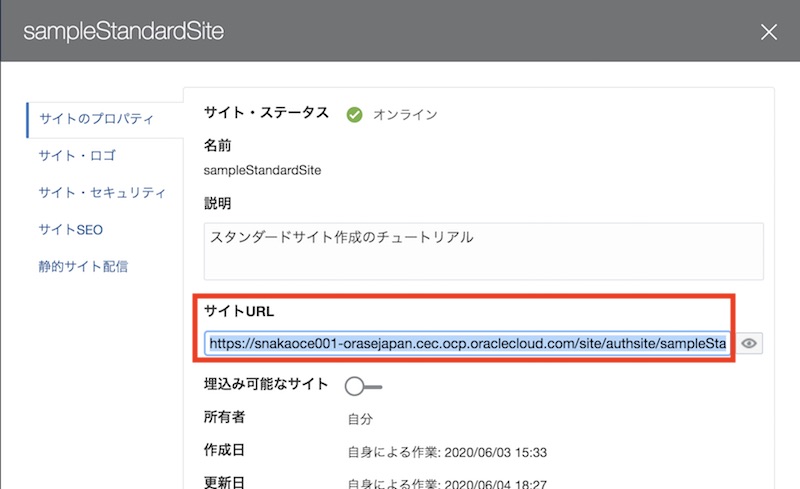 sampleStandardSite
サイトのプロパティ
サイト・ロゴ
サイト・セキュリティ
サイトSEO
静的サイト配信
サイト・ステータス オンライン
名前
sampleStandardSite
説明
スタンダードサイト作成のチュートリアル
サイトURL
https://snakaoce001-orasejapan.cec.ocp.oraclecloud.com/site/authsite/sampleSta
埋込み可能なサイト
所有者 自分
作成日 自身による作業: 2020/06/03 15:33
更新日 自身による作業: 2020/06/04 18:27